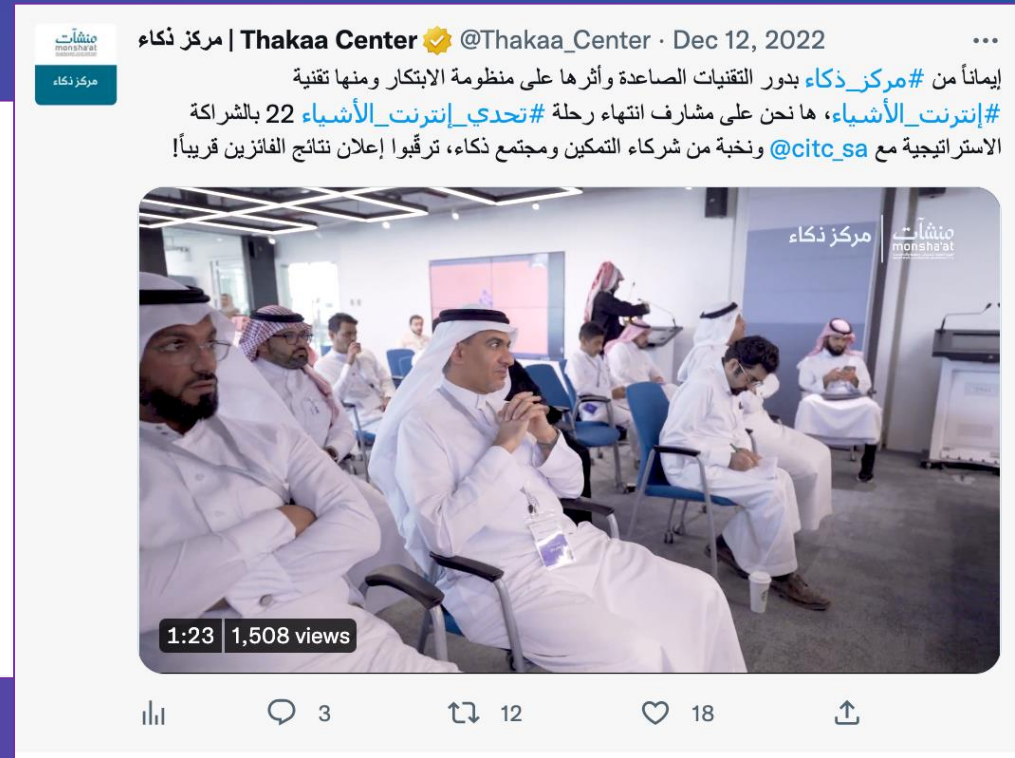 منشآت
monsha'at
مركز ذكاء
مركز ذكاء | Thakaa Center @Thakaa_Center · Dec 12, 2022
إيماناً من #مركز_ذكاء بدور التقنيات الصاعدة وأثرها على منظومة الابتكار ومنها تقنية
#إنترنت_الأشياء، ها نحن على مشارف انتهاء رحلة #تحدي_إنترنت_الأشياء 22 بالشراكة
الاستراتيجية مع @citc_sa ونخبة من شركاء التمكين ومجتمع ذكاء، ترقّبوا إعلان نتائج الفائزين قريباً!
مركز ذكاء | منشآت
monsha'at
1:23 | 1,508 views
3 12 18